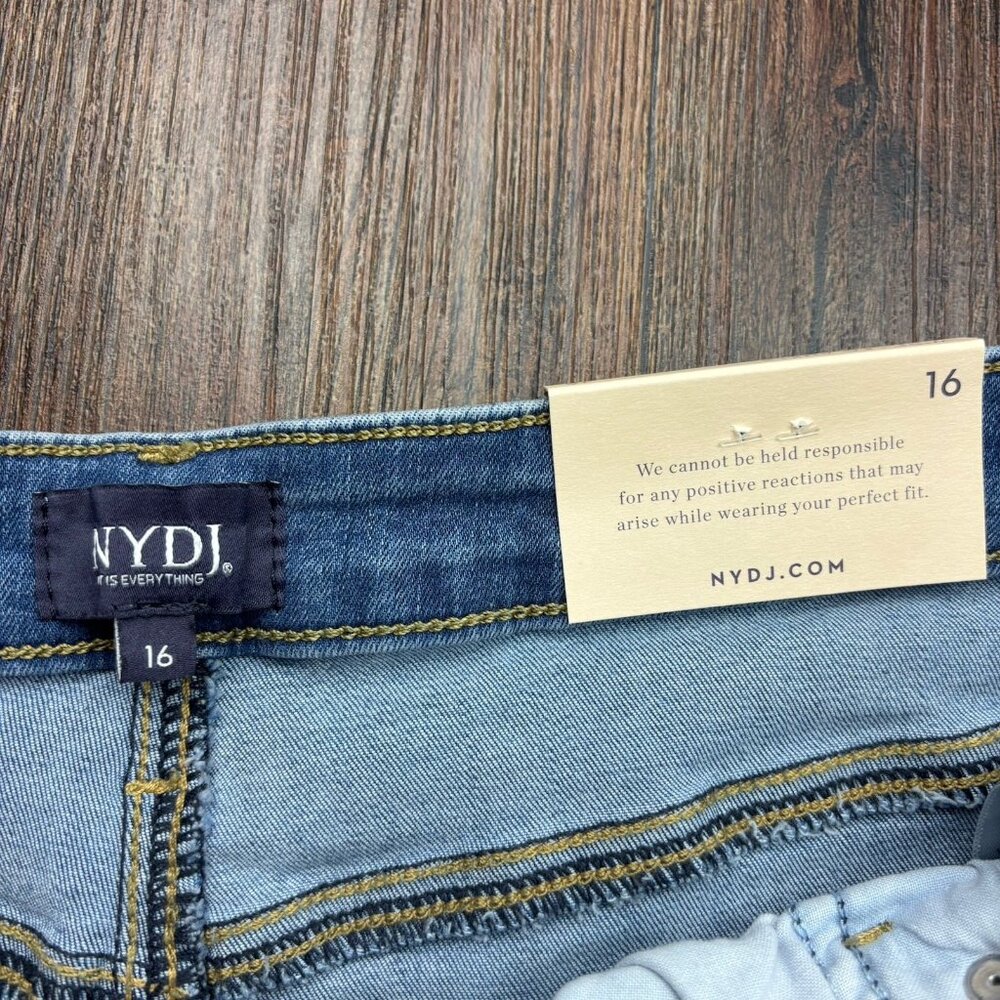 NYDJ®
IS EVERYTHING
16
16
We cannot be held responsible
for any positive reactions that may
arise while wearing your perfect fit.
NYDJ.COM